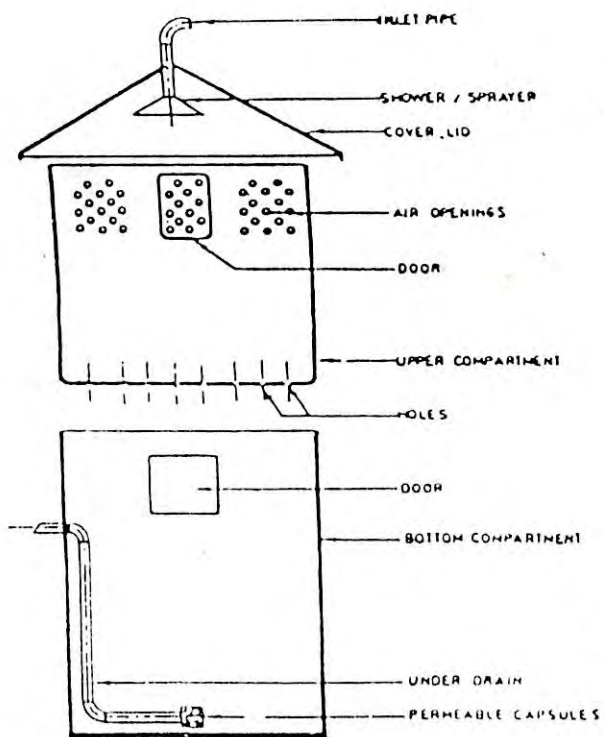 INLET PIPE
SHOWER / SPRAYER
COVER, LID
AIR OPENINGS
DOOR
UPPER COMPARTMENT
HOLES
DOOR
BOTTOM COMPARTMENT
UNDER DRAIN
PERMEABLE CAPSULES